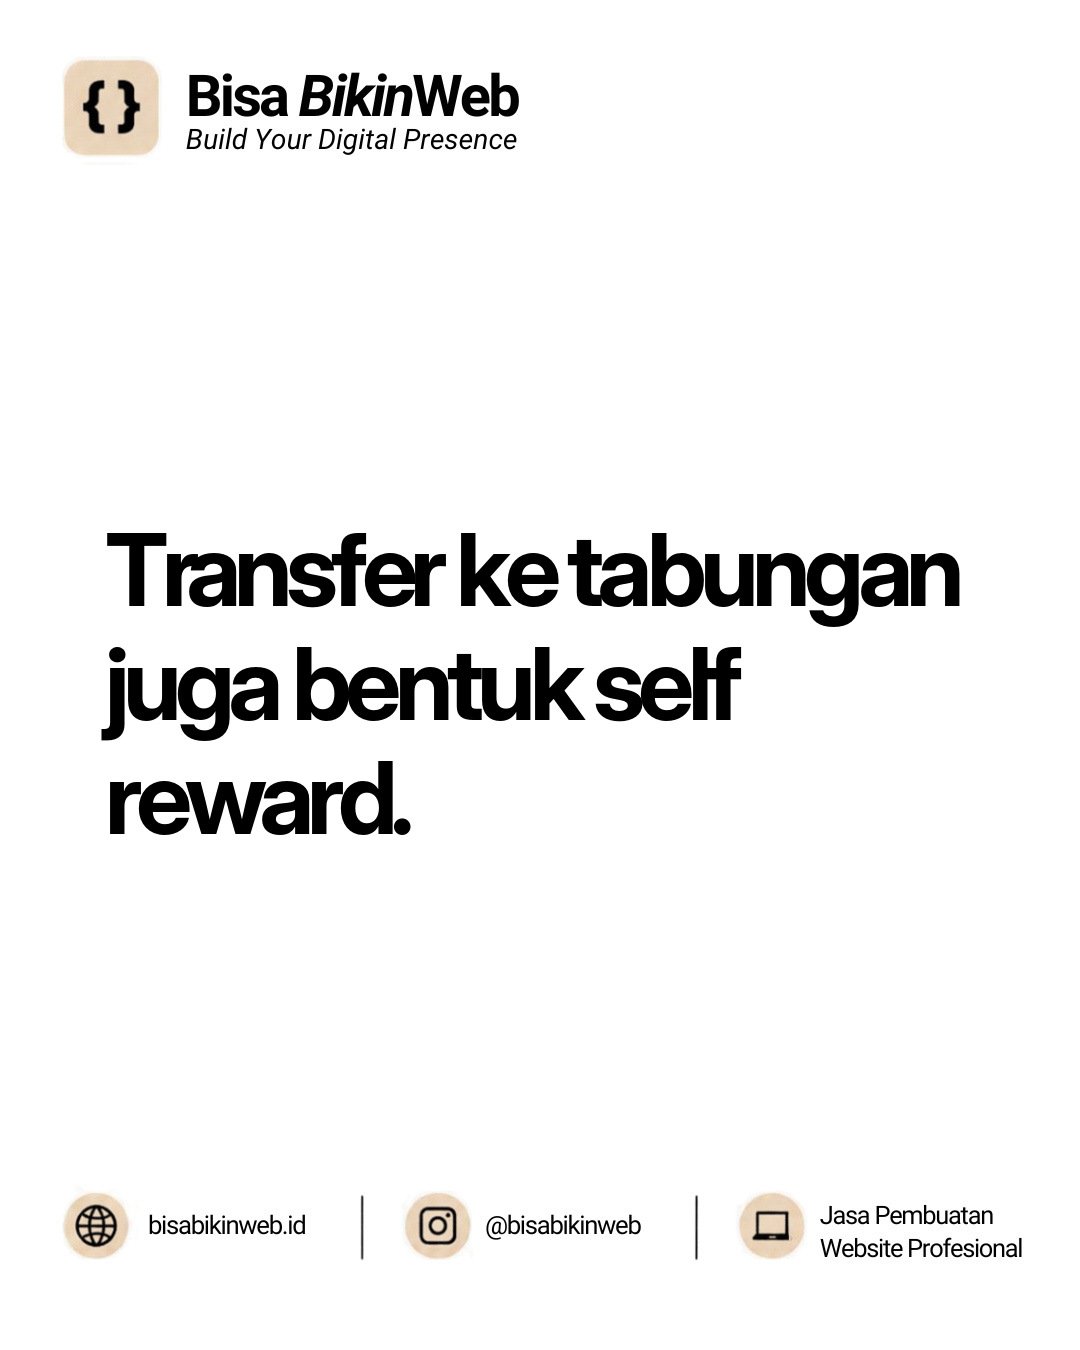 { }
Bisa BikinWeb
Build Your Digital Presence
Transfer ke tabungan
juga bentuk self
reward.
bisabikinweb.id
@bisabikinweb
Jasa Pembuatan
Website Profesional